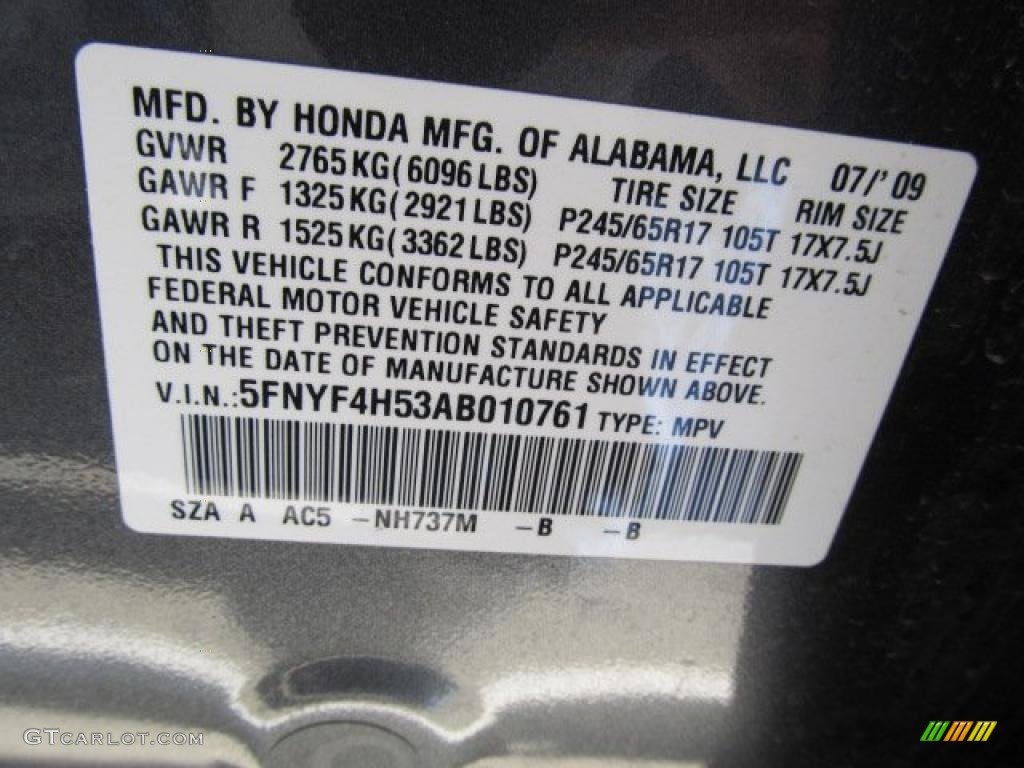 MFD. BY HONDA MFG. OF ALABAMA, LLC 07/'09
GVWR 2765 KG(6096 LBS) TIRE SIZE RIM SIZE
GAWR F 1325 KG(2921 LBS) P245/65R17 105T 17X7.5J
GAWR R 1525 KG(3362 LBS) P245/65R17 105T 17X7.5J
THIS VEHICLE CONFORMS TO ALL APPLICABLE
FEDERAL MOTOR VEHICLE SAFETY
AND THEFT PREVENTION STANDARDS IN EFFECT
ON THE DATE OF MANUFACTURE SHOWN ABOVE.
V.I.N.:5FNYF4H53AB010761 TYPE: MPV
SZA A AC5 -NH737M -B -B
GTCARLOT.COM